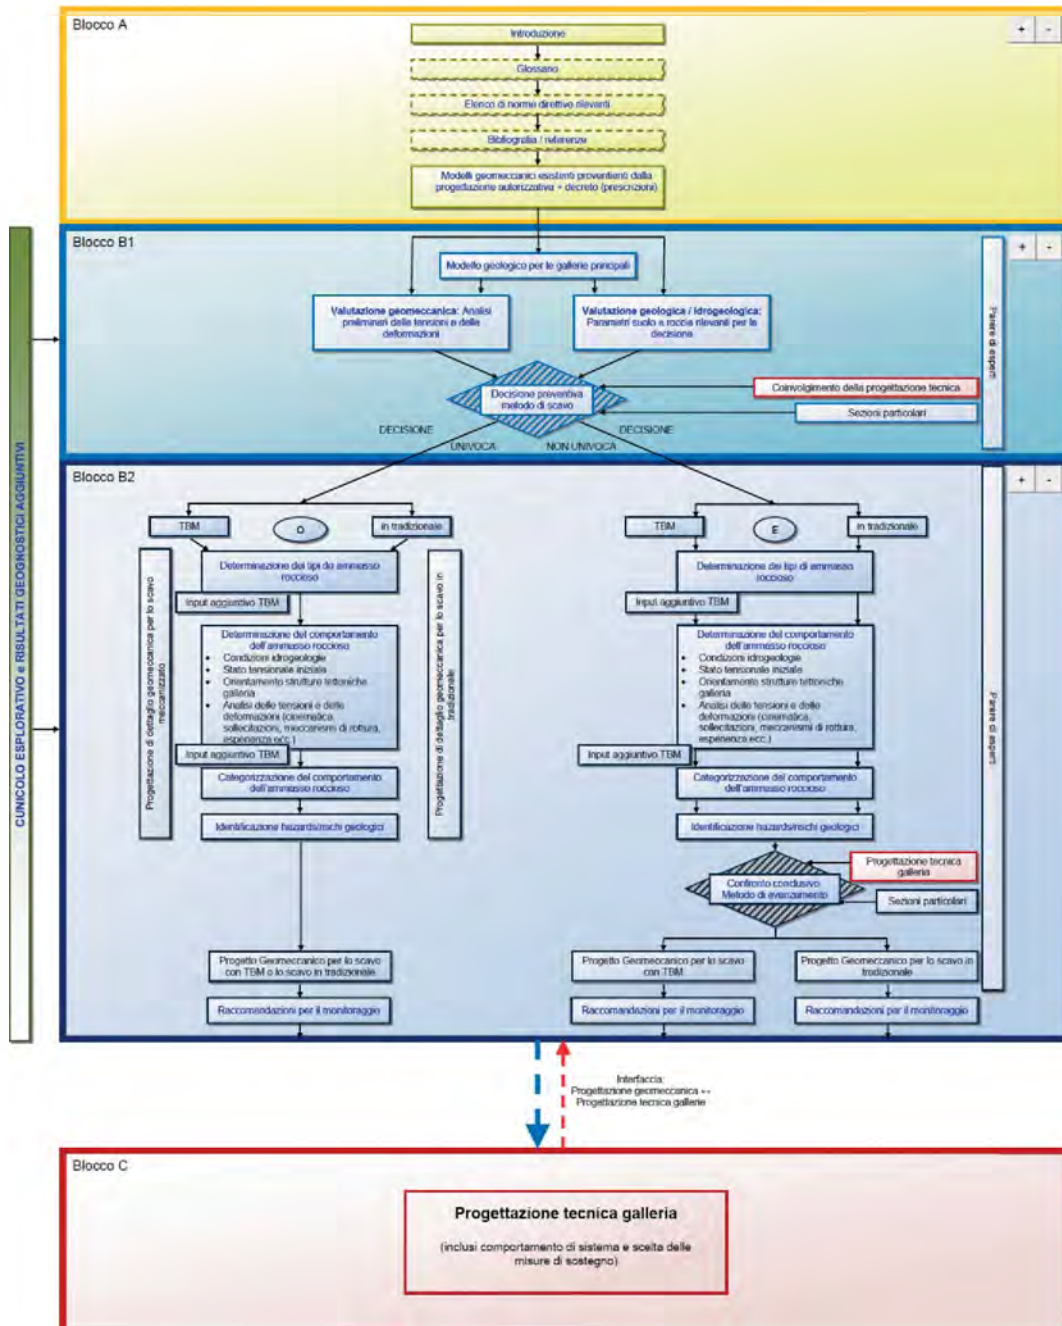 Blocco A
+ -
Introduzione
Glossario
Elenco di norme direttive rilevanti
Bibliografia / referenze
Modelli geomeccanici esistenti provenienti dalla
progettazione autorizzativa + decreto (prescrizioni)
CUNICOLO ESPLORATIVO e RISULTATI GEOGNOSTICI AGGIUNTIVI
Blocco B1
+ -
Modello geologico per le gallerie principali
Valutazione geomeccanica: Analisi
preliminari delle tensioni e delle
deformazioni
Valutazione geologica / Idrogeologica:
Parametri suolo e roccia rilevanti per la
decisione
Parere di esperti
Decisione preventiva
metodo di scavo
Coinvolgimento della progettazione tecnica
Sezioni particolari
DECISIONE
UNIVOCA
DECISIONE
NON UNIVOCA
Blocco B2
+ -
TBM
O
in tradizionale
Progettazione di dettaglio geomeccanica per lo scavo
meccanizzato
Progettazione di dettaglio geomeccanica per lo scavo in
tradizionale
Determinazione dei tipi do ammasso
roccioso
Input aggiuntivo TBM
Determinazione del comportamento
dell'ammasso roccioso
• Condizioni idrogeologie
• Stato tensionale iniziale
• Orientamento strutture tettoniche
galleria
• Analisi delle tensioni e delle
deformazioni (cinematica,
sollecitazioni, meccanismi di rottura,
esperienza ecc.)
Input aggiuntivo TBM
Categorizzazione del comportamento
dell'ammasso roccioso
Identificazione hazards/rischi geologici
Progetto Geomeccanico per lo scavo
con TBM o lo scavo in tradizionale
Raccomandazioni per il monitoraggio
TBM
E
in tradizionale
Determinazione dei tipi di ammasso
roccioso
Input aggiuntivo TBM
Determinazione del comportamento
dell'ammasso roccioso
• Condizioni idrogeologie
• Stato tensionale iniziale
• Orientamento strutture tettoniche
galleria
• Analisi delle tensioni e delle
deformazioni (cinematica,
sollecitazioni, meccanismi di rottura,
esperienza ecc.)
Input aggiuntivo TBM
Categorizzazione del comportamento
dell'ammasso roccioso
Identificazione hazards/rischi geologici
Parere di esperti
Confronto conclusivo
Metodo di avanzamento
Progettazione tecnica
galleria
Sezioni particolari
Progetto Geomeccanico per lo scavo
con TBM
Progetto Geomeccanico per lo scavo in
tradizionale
Raccomandazioni per il monitoraggio
Raccomandazioni per il monitoraggio
Interfaccia:
Progettazione geomeccanica ↔
Progettazione tecnica gallerie
Blocco C
Progettazione tecnica galleria
(inclusi comportamento di sistema e scelta delle
misure di sostegno)